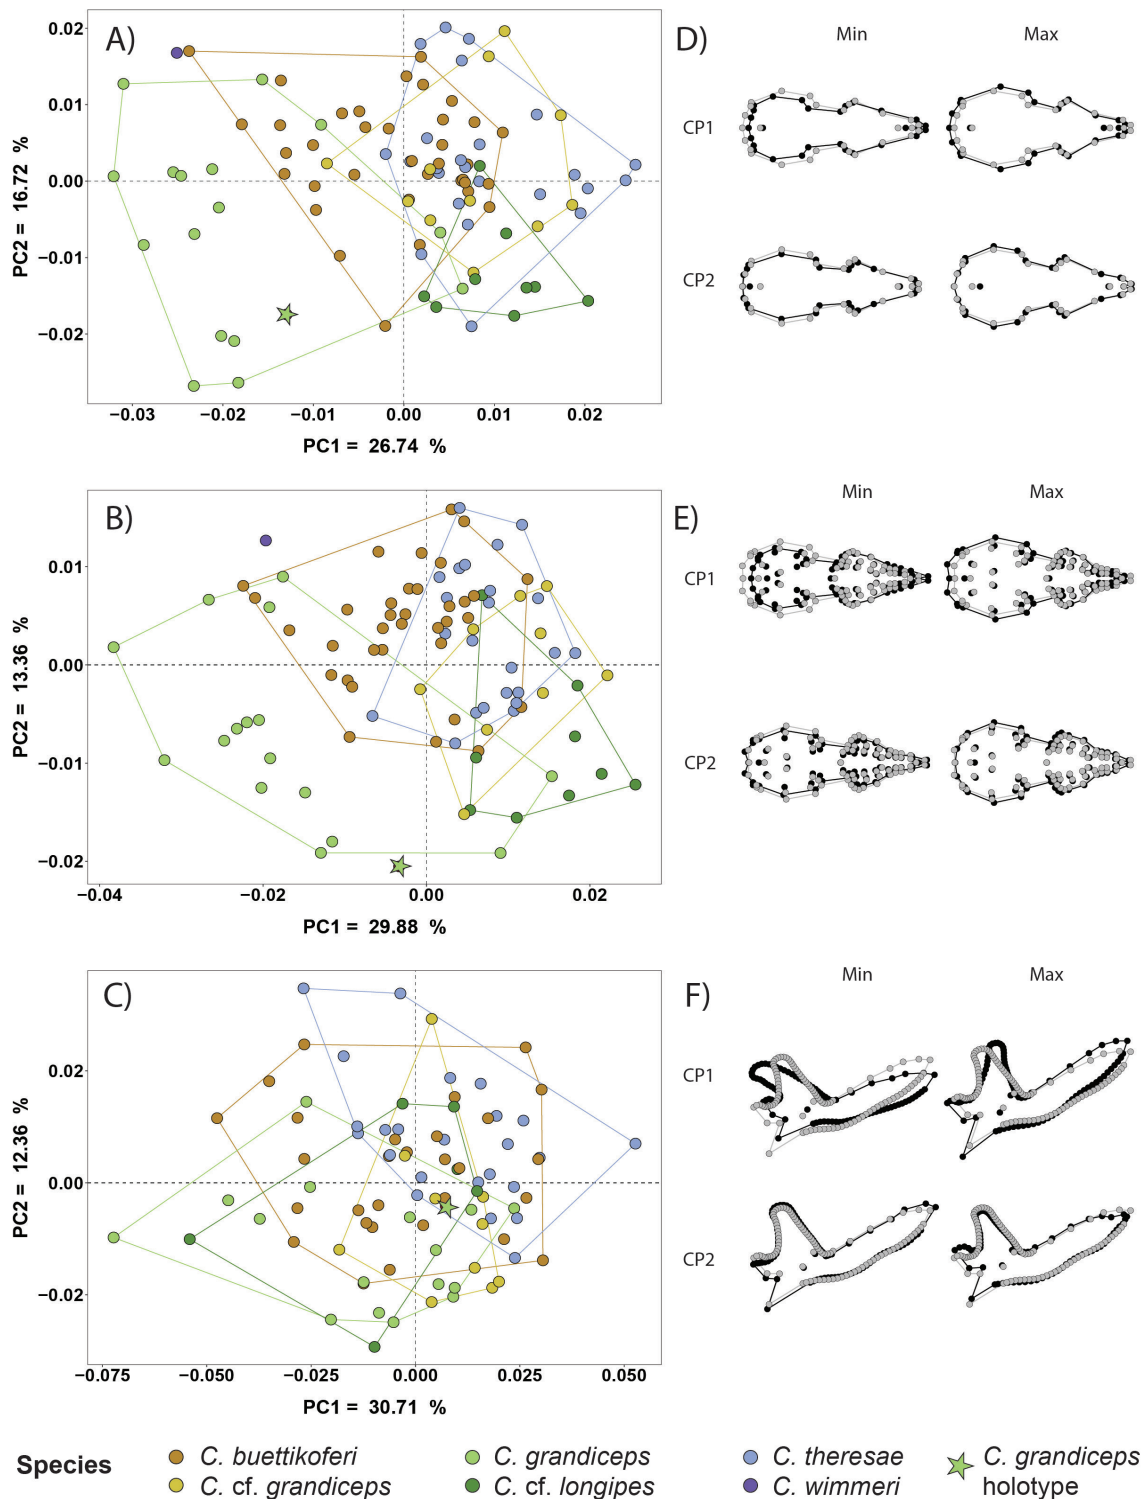 A)
0.02
0.01
0.00
−0.01
−0.02
PC2 = 16.72 %
−0.03
−0.02
−0.01
0.00
0.01
0.02
PC1 = 26.74 %
D)
Min
Max
CP1
CP2
B)
0.01
0.00
−0.01
−0.02
PC2 = 13.36 %
−0.04
−0.02
0.00
0.02
PC1 = 29.88 %
E)
Min
Max
CP1
CP2
C)
0.02
0.00
−0.02
PC2 = 12.36 %
−0.075
−0.050
−0.025
0.000
0.025
0.050
PC1 = 30.71 %
F)
Min
Max
CP1
CP2
Species
C. buettikoferi
C. cf. grandiceps
C. grandiceps
C. cf. longipes
C. theresae
C. wimmeri
C. grandiceps
holotype